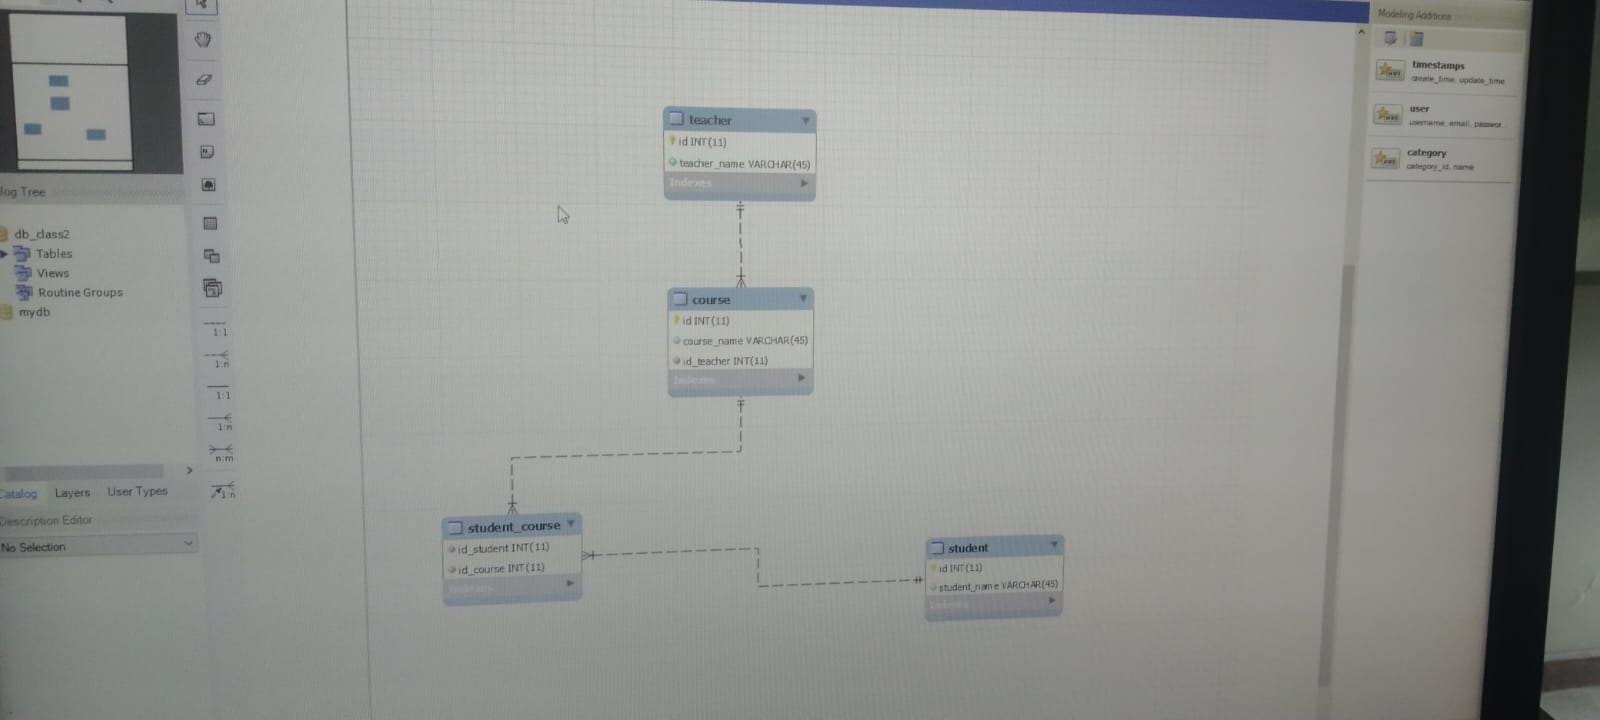 log Tree
db_class2
Tables
Views
Routine Groups
mydb
Catalog
Layers
User Types
Description Editor
No Selection
1:1
1:n
1:1
1:n
n:m
1:n
teacher
id INT(11)
teacher_name VARCHAR(45)
Indexes
course
id INT(11)
course_name VARCHAR(45)
id_teacher INT(11)
Indexes
student_course
id_student INT(11)
id_course INT(11)
Indexes
student
id INT(11)
student_name VARCHAR(45)
Indexes
Modeling Additions
timestamps
create_time, update_time
user
username, email, passwor...
category
category_id, name